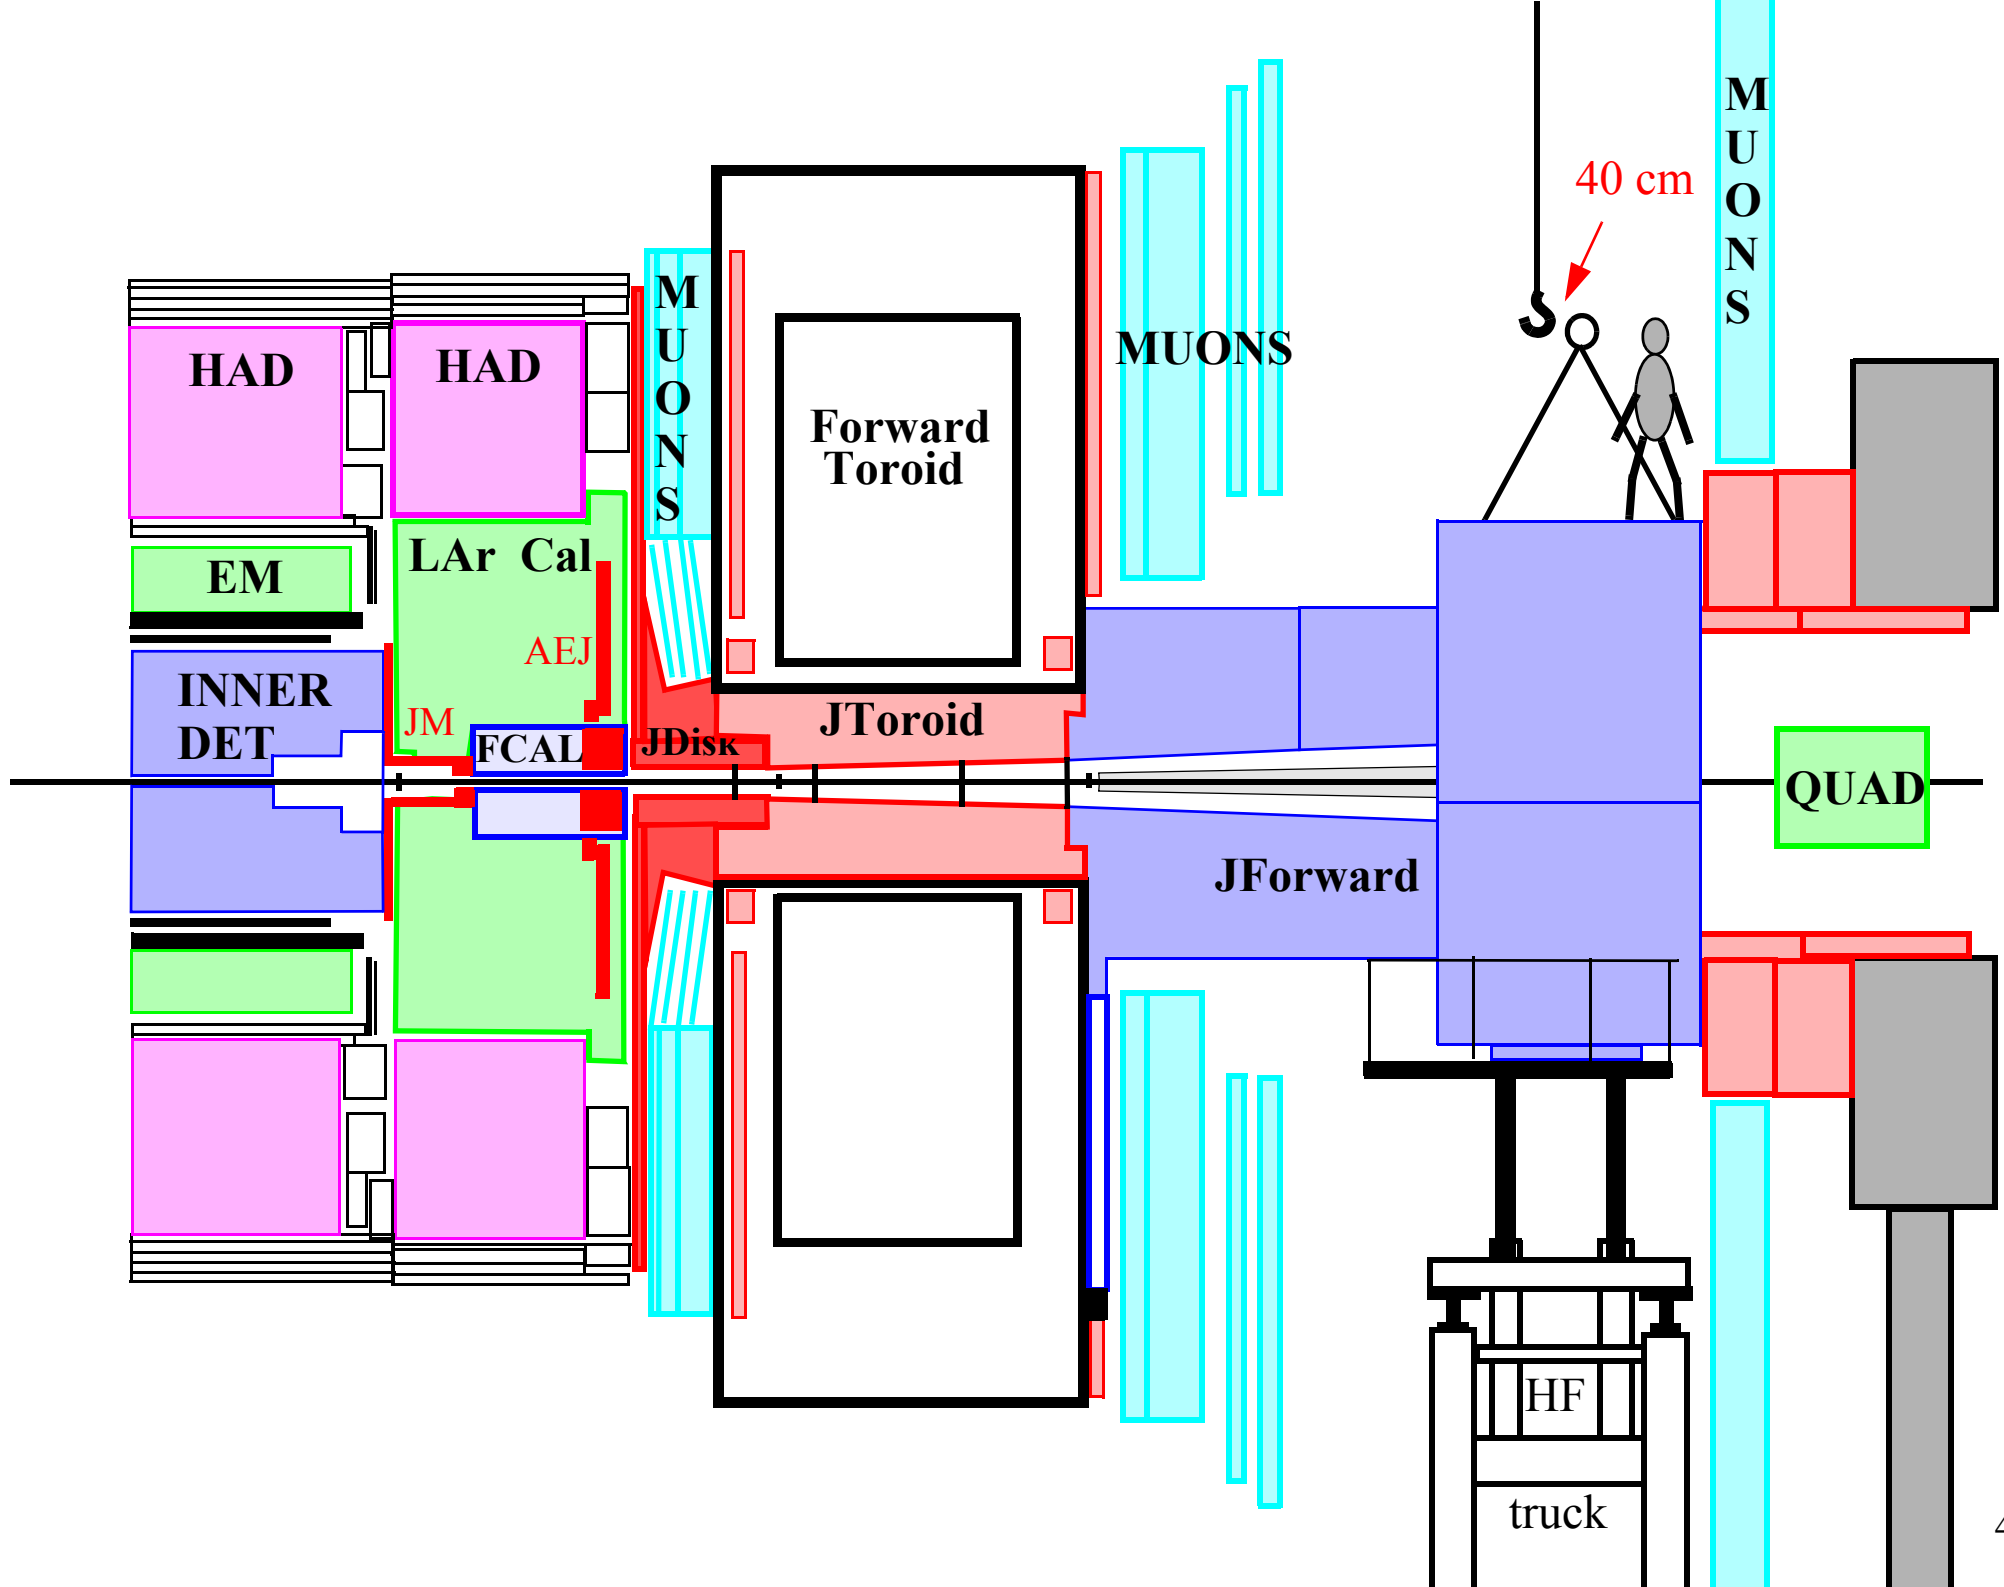 MUONS
40 cm
MUONS
MUONS
HAD
HAD
Forward
Toroid
LAr Cal
EM
AEJ
INNER
DET
JM
FCAL
JDisk
JToroid
QUAD
JForward
HF
truck
4